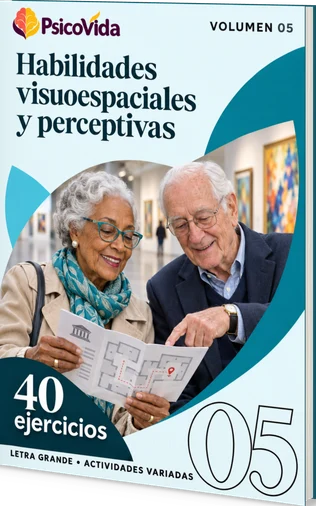 PsicoVida
VOLUMEN 05
Habilidades
visuoespaciales
y perceptivas
40
ejercicios
LETRA GRANDE • ACTIVIDADES VARIADAS
05